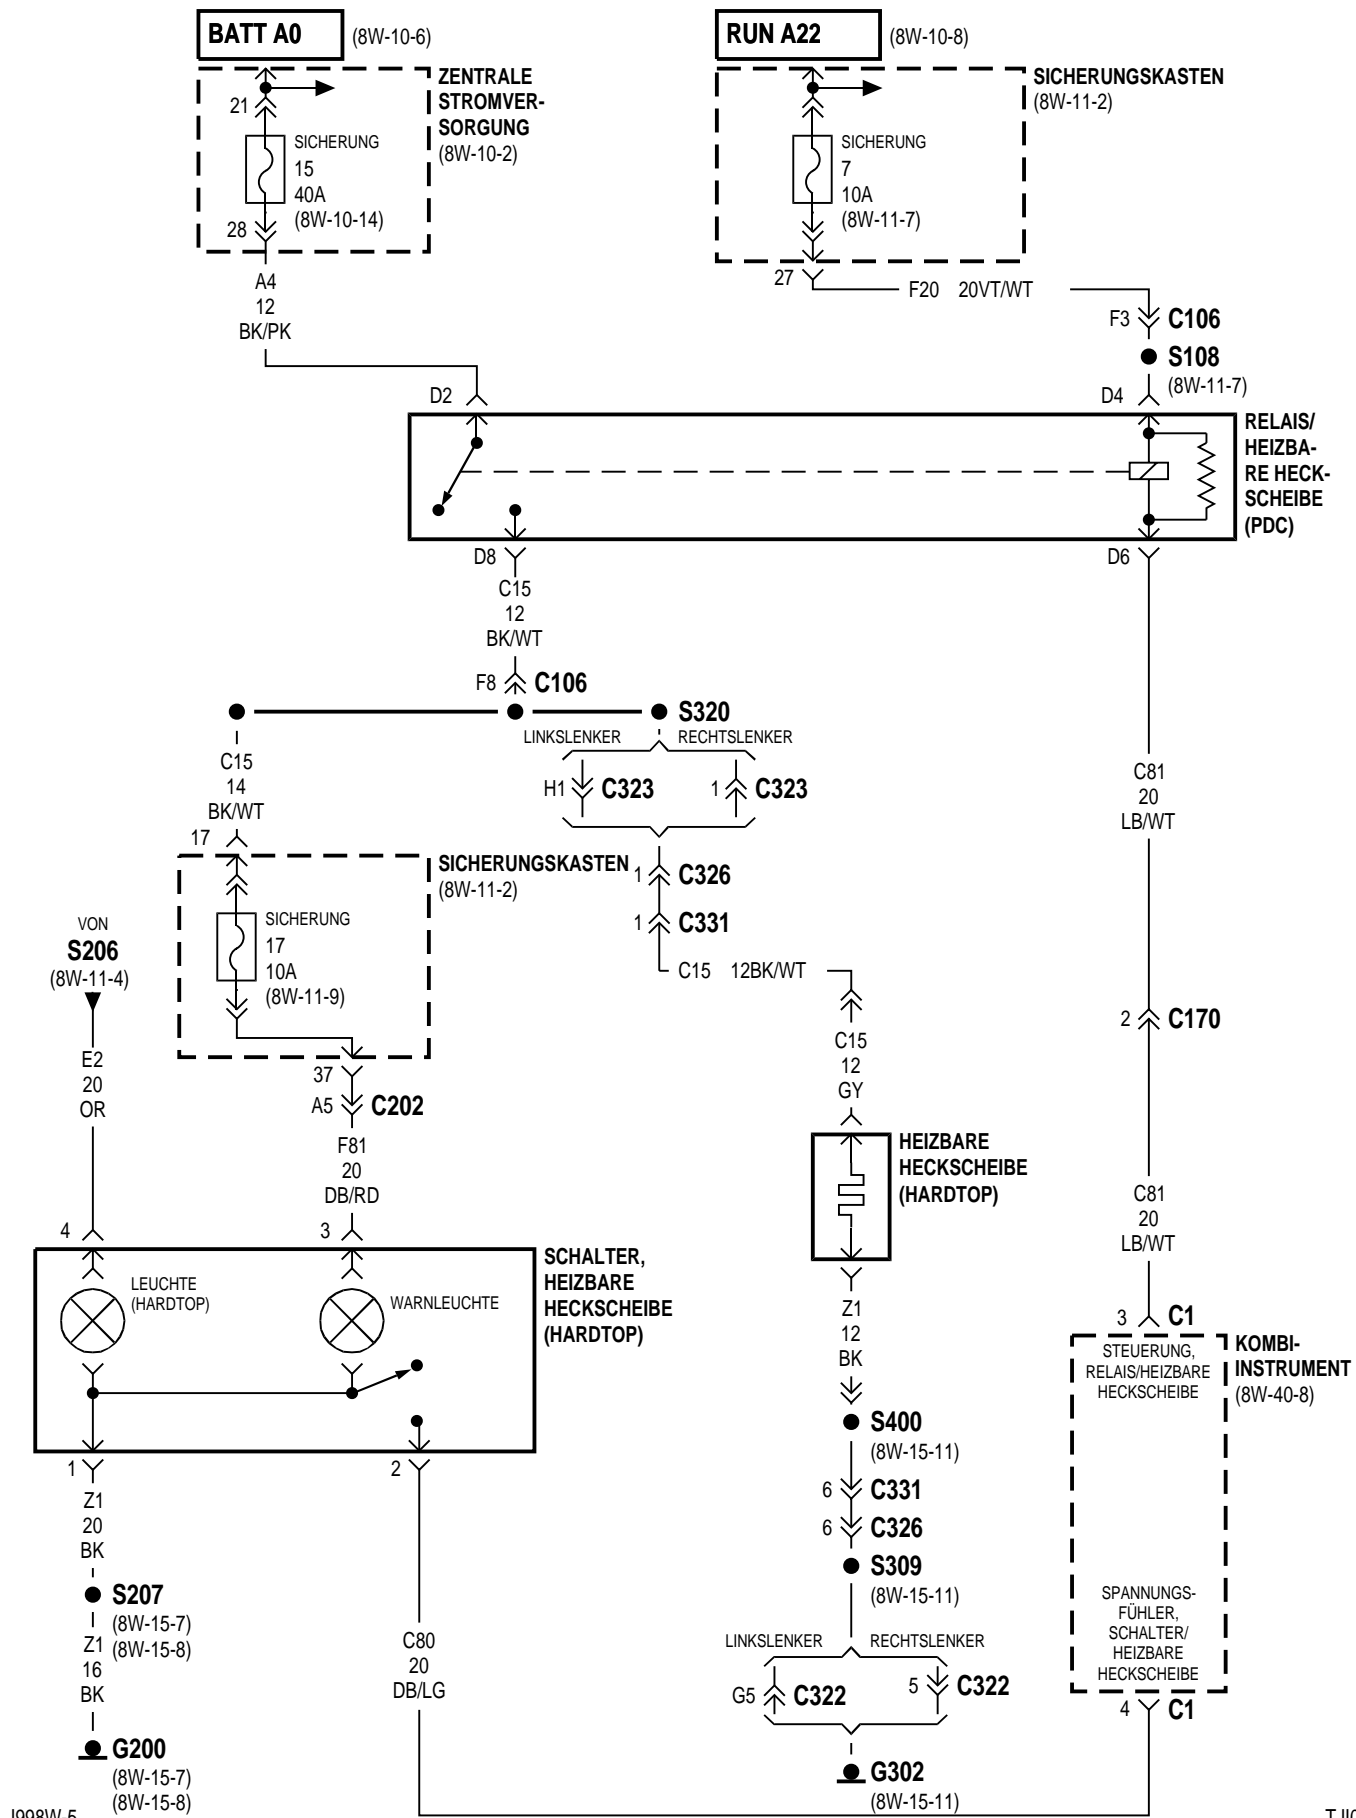 BATT A0 (8W-10-6)
RUN A22 (8W-10-8)
ZENTRALE
STROMVER-
SORGUNG
(8W-10-2)
21
SICHERUNG
15
40A
(8W-10-14)
28
A4
12
BK/PK
SICHERUNGSKASTEN
(8W-11-2)
SICHERUNG
7
10A
(8W-11-7)
27
F20 20VT/WT
F3 C106
S108
(8W-11-7)
D2
D4
RELAIS/
HEIZBA-
RE HECK-
SCHEIBE
(PDC)
D8
D6
C15
12
BK/WT
F8 C106
S320
LINKSLENKER RECHTSLENKER
H1 C323
1 C323
C15
14
BK/WT
17
C81
20
LB/WT
SICHERUNGSKASTEN
(8W-11-2)
1 C326
1 C331
C15 12BK/WT
SICHERUNG
17
10A
(8W-11-9)
VON
S206
(8W-11-4)
E2
20
OR
37
A5 C202
F81
20
DB/RD
2 C170
C15
12
GY
HEIZBARE
HECKSCHEIBE
(HARDTOP)
C81
20
LB/WT
4
3
SCHALTER,
HEIZBARE
HECKSCHEIBE
(HARDTOP)
LEUCHTE
(HARDTOP)
WARNLEUCHTE
Z1
12
BK
3 C1
STEUERUNG,
RELAIS/HEIZBARE
HECKSCHEIBE
KOMBI-
INSTRUMENT
(8W-40-8)
S400
(8W-15-11)
1
2
6 C331
6 C326
S309
(8W-15-11)
Z1
20
BK
S207
(8W-15-7)
(8W-15-8)
Z1
16
BK
C80
20
DB/LG
LINKSLENKER RECHTSLENKER
G5 C322
5 C322
SPANNUNGS-
FÜHLER,
SCHALTER/
HEIZBARE
HECKSCHEIBE
4 C1
G200
(8W-15-7)
(8W-15-8)
G302
(8W-15-11)
J998W-5